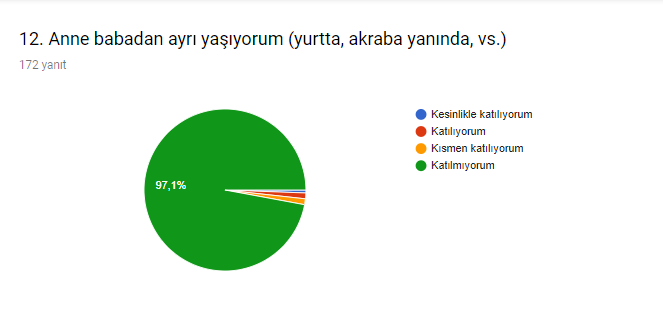 12. Anne babadan ayrı yaşıyorum (yurtta, akraba yanında, vs.)
172 yanıt
Kesinlikle katılıyorum
Katılıyorum
Kısmen katılıyorum
Katılmıyorum
97,1%